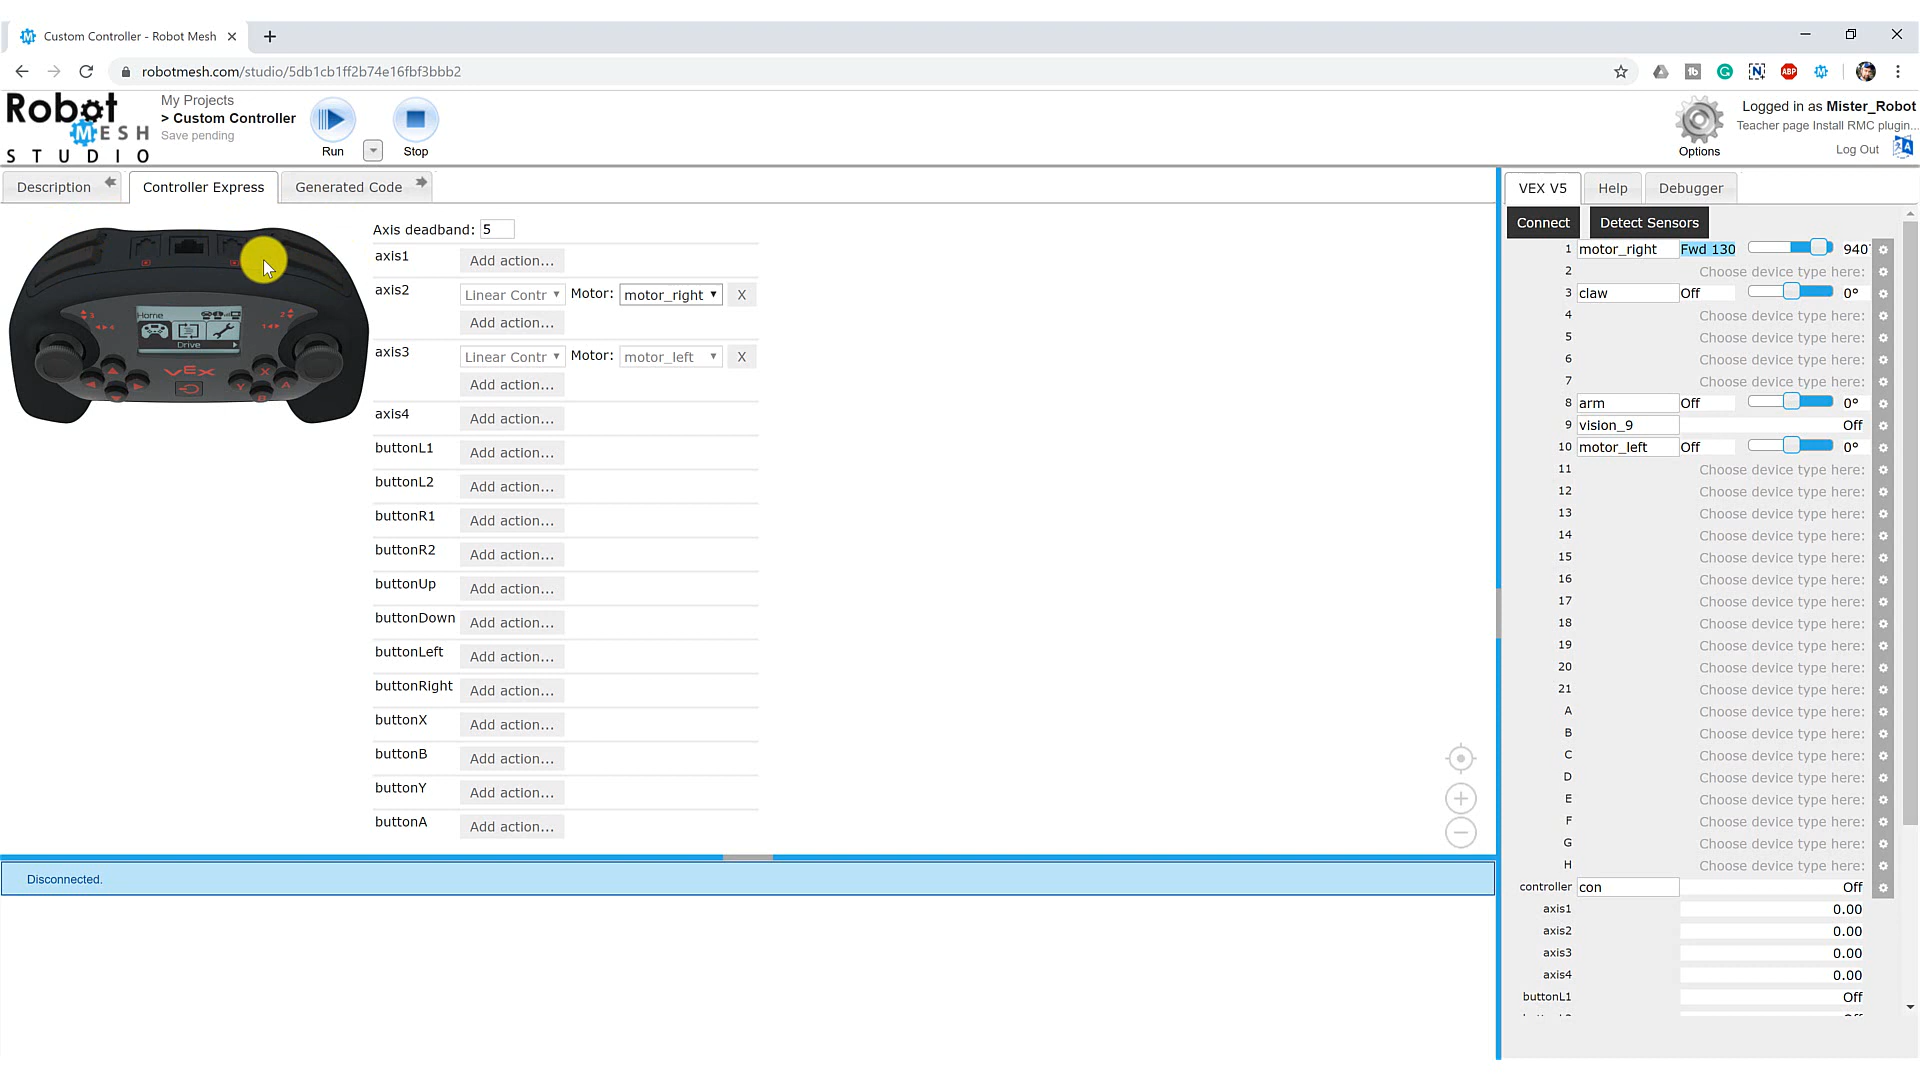 Custom Controller - Robot Mesh
robotmesh.com/studio/5db1cb1ff2b74e16fbf3bbb2
Robot MESH STUDIO
My Projects
> Custom Controller
Save pending
Run
Stop
Options
Logged in as Mister_Robot
Teacher page Install RMC plugin...
Log Out
Description
Controller Express
Generated Code
Axis deadband: 5
axis1 Add action...
axis2 Linear Contr Motor: motor_right X
Add action...
axis3 Linear Contr Motor: motor_left X
Add action...
axis4 Add action...
buttonL1 Add action...
buttonL2 Add action...
buttonR1 Add action...
buttonR2 Add action...
buttonUp Add action...
buttonDown Add action...
buttonLeft Add action...
buttonRight Add action...
buttonX Add action...
buttonB Add action...
buttonY Add action...
buttonA Add action...
Home
Drive
VEX
X
Y
A
B
Disconnected.
VEX V5
Help
Debugger
Connect
Detect Sensors
1 motor_right Fwd 130 940°
2 Choose device type here:
3 claw Off 0°
4 Choose device type here:
5 Choose device type here:
6 Choose device type here:
7 Choose device type here:
8 arm Off 0°
9 vision_9 Off
10 motor_left Off 0°
11 Choose device type here:
12 Choose device type here:
13 Choose device type here:
14 Choose device type here:
15 Choose device type here:
16 Choose device type here:
17 Choose device type here:
18 Choose device type here:
19 Choose device type here:
20 Choose device type here:
21 Choose device type here:
A Choose device type here:
B Choose device type here:
C Choose device type here:
D Choose device type here:
E Choose device type here:
F Choose device type here:
G Choose device type here:
H Choose device type here:
controller con Off
axis1 0.00
axis2 0.00
axis3 0.00
axis4 0.00
buttonL1 Off